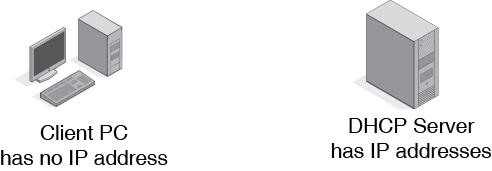 Client PC
has no IP address
DHCP Server
has IP addresses